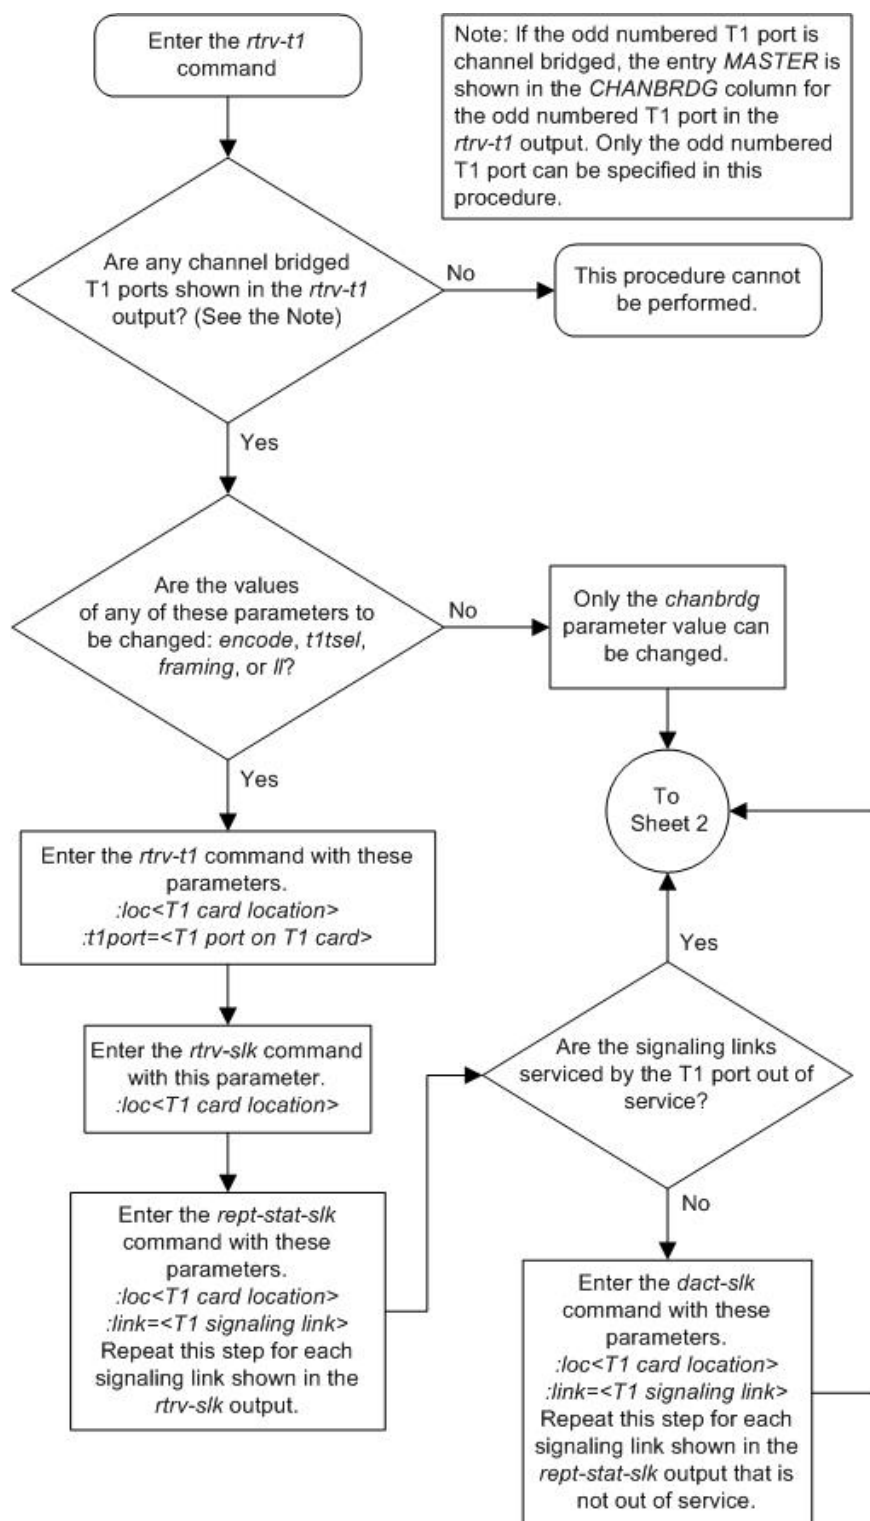 Enter the rtrv-t1
command
Note: If the odd numbered T1 port is
channel bridged, the entry MASTER is
shown in the CHANBRDG column for
the odd numbered T1 port in the
rtrv-t1 output. Only the odd numbered
T1 port can be specified in this
procedure.
Are any channel bridged
T1 ports shown in the rtrv-t1
output? (See the Note)
No
This procedure cannot
be performed.
Yes
Are the values
of any of these parameters to
be changed: encode, t1tsel,
framing, or ll?
No
Only the chanbrdg
parameter value can
be changed.
Yes
To
Sheet 2
Enter the rtrv-t1 command with these
parameters.
:loc<T1 card location>
:t1port=<T1 port on T1 card>
Yes
Enter the rtrv-slk command
with this parameter.
:loc<T1 card location>
Are the signaling links
serviced by the T1 port out of
service?
No
Enter the rept-stat-slk
command with these
parameters.
:loc<T1 card location>
:link=<T1 signaling link>
Repeat this step for each
signaling link shown in the
rtrv-slk output.
Enter the dact-slk
command with these
parameters.
:loc<T1 card location>
:link=<T1 signaling link>
Repeat this step for each
signaling link shown in the
rept-stat-slk output that is
not out of service.